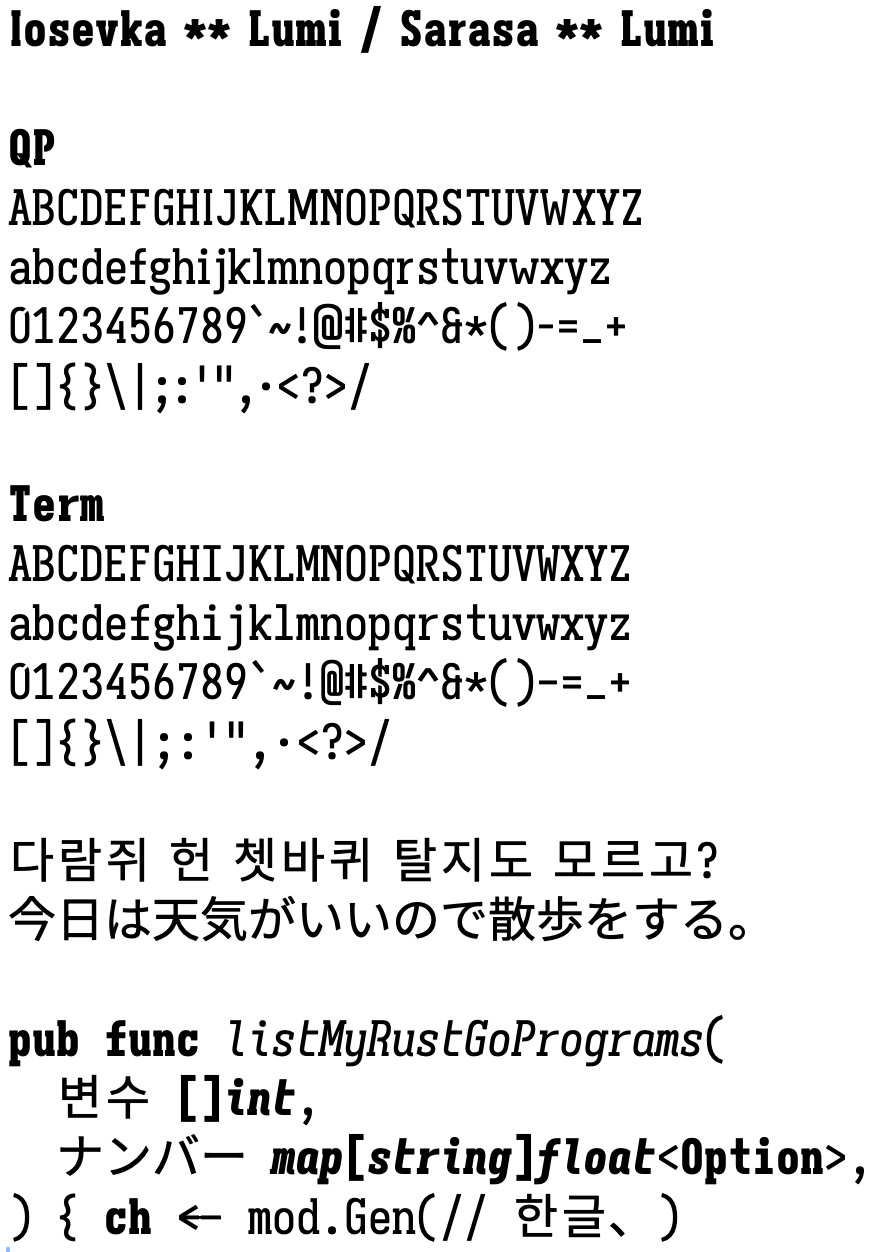 Iosevka ** Lumi / Sarasa ** Lumi
QP
ABCDEFGHIJKLMNOPQRSTUVWXYZ
abcdefghijklmnopqrstuvwxyz
0123456789`~!@#$%^&*()-=_+
[]{}\|;:'",·<?>/
Term
ABCDEFGHIJKLMNOPQRSTUVWXYZ
abcdefghijklmnopqrstuvwxyz
0123456789`~!@#$%^&*()-=_+
[]{}\|;:'",·<?>/
다람쥐 헌 쳇바퀴 탈지도 모르고?
今日は天気がいいので散歩をする。
pub func listMyRustGoPrograms(
  변수 []int,
  ナンバー map[string]float<Option>,
) { ch <- mod.Gen(// 한글、)